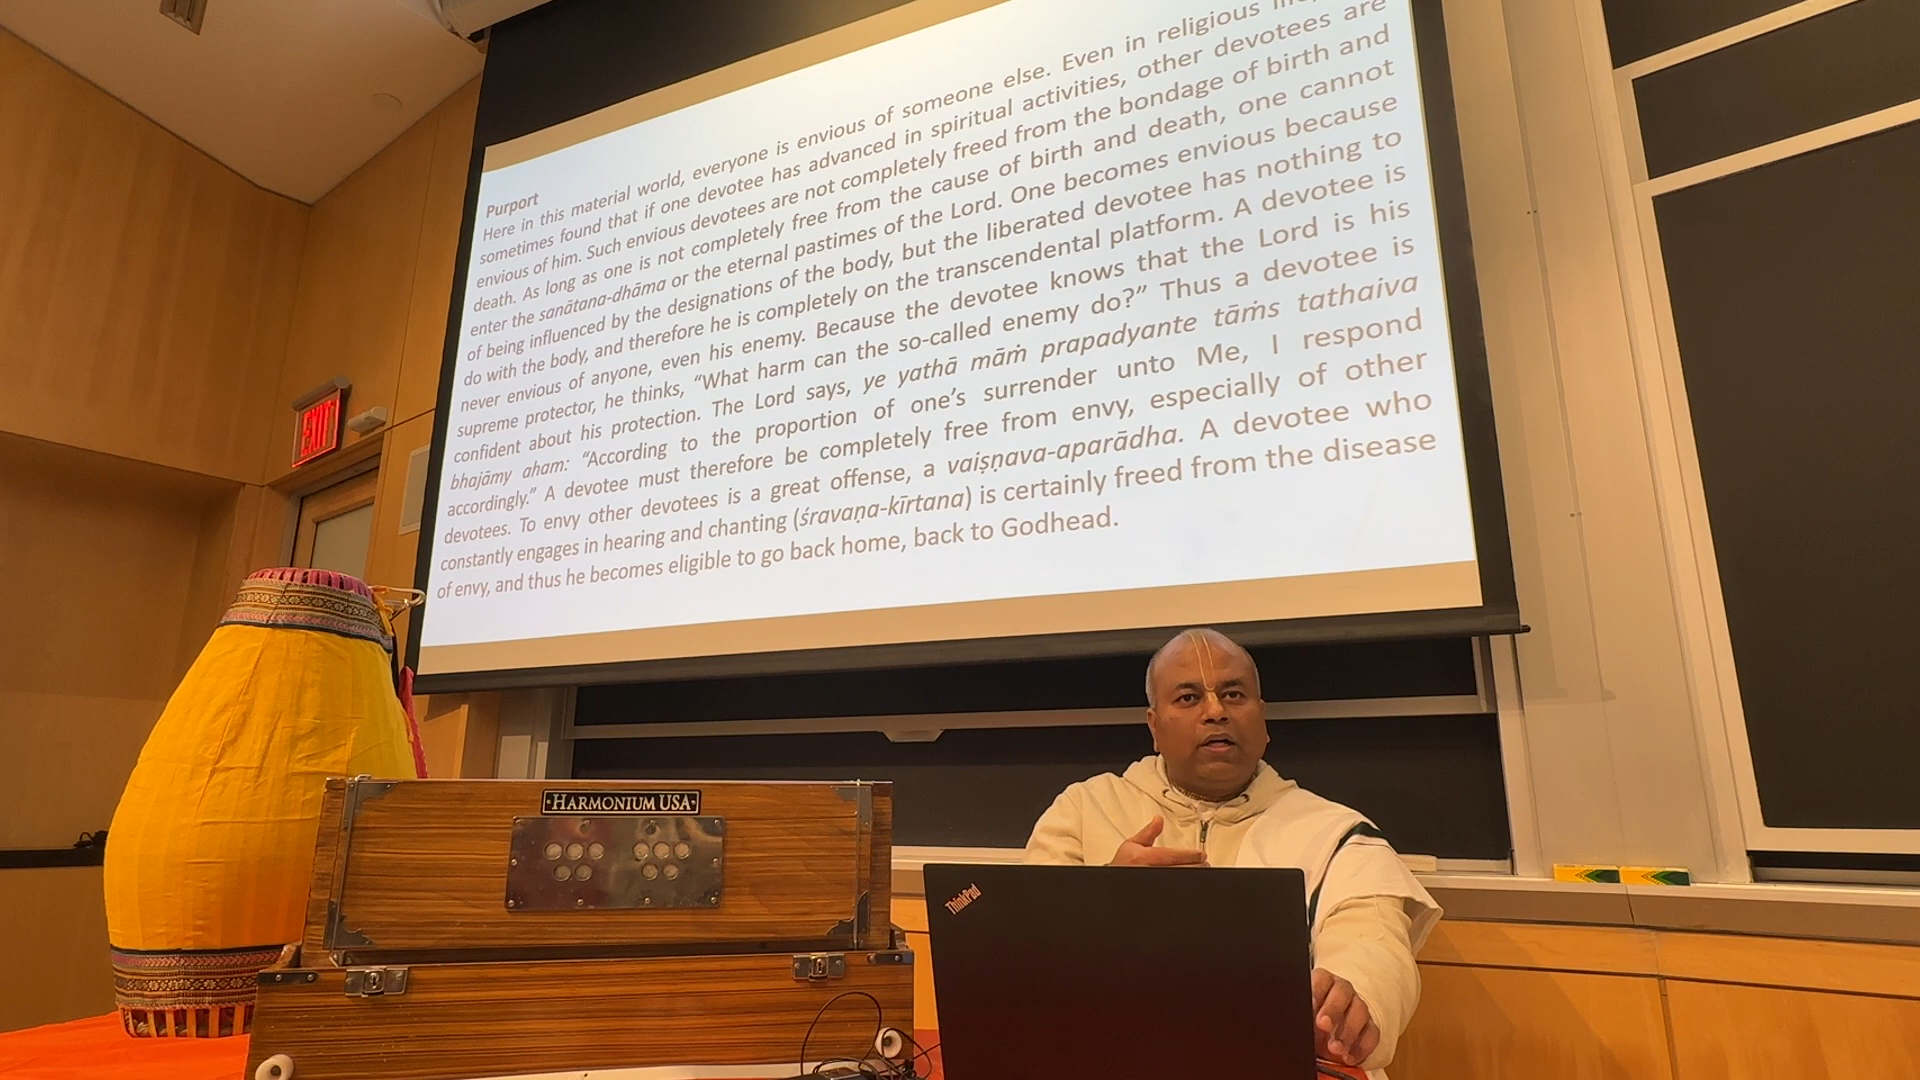 Purport
Here in this material world, everyone is envious of someone else. Even in religious
sometimes found that if one devotee has advanced in spiritual activities, other devotees are
envious of him. Such envious devotees are not completely freed from the bondage of birth and
death. As long as one is not completely free from the cause of birth and death, one cannot
enter the sanātana-dhāma or the eternal pastimes of the Lord. One becomes envious because
of being influenced by the designations of the body, but the liberated devotee has nothing to
do with the body, and therefore he is completely on the transcendental platform. A devotee is
never envious of anyone, even his enemy. Because the devotee knows that the Lord is his
supreme protector, he thinks, “What harm can the so-called enemy do?” Thus a devotee is
confident about his protection. The Lord says, ye yathā māṁ prapadyante tāṁs tathaiva
bhajāmy aham: “According to the proportion of one’s surrender unto Me, I respond
accordingly.” A devotee must therefore be completely free from envy, especially of other
devotees. To envy other devotees is a great offense, a vaiṣṇava-aparādha. A devotee who
constantly engages in hearing and chanting (śravaṇa-kīrtana) is certainly freed from the disease
of envy, and thus he becomes eligible to go back home, back to Godhead.
EXIT
HARMONIUM USA
ThinkPad